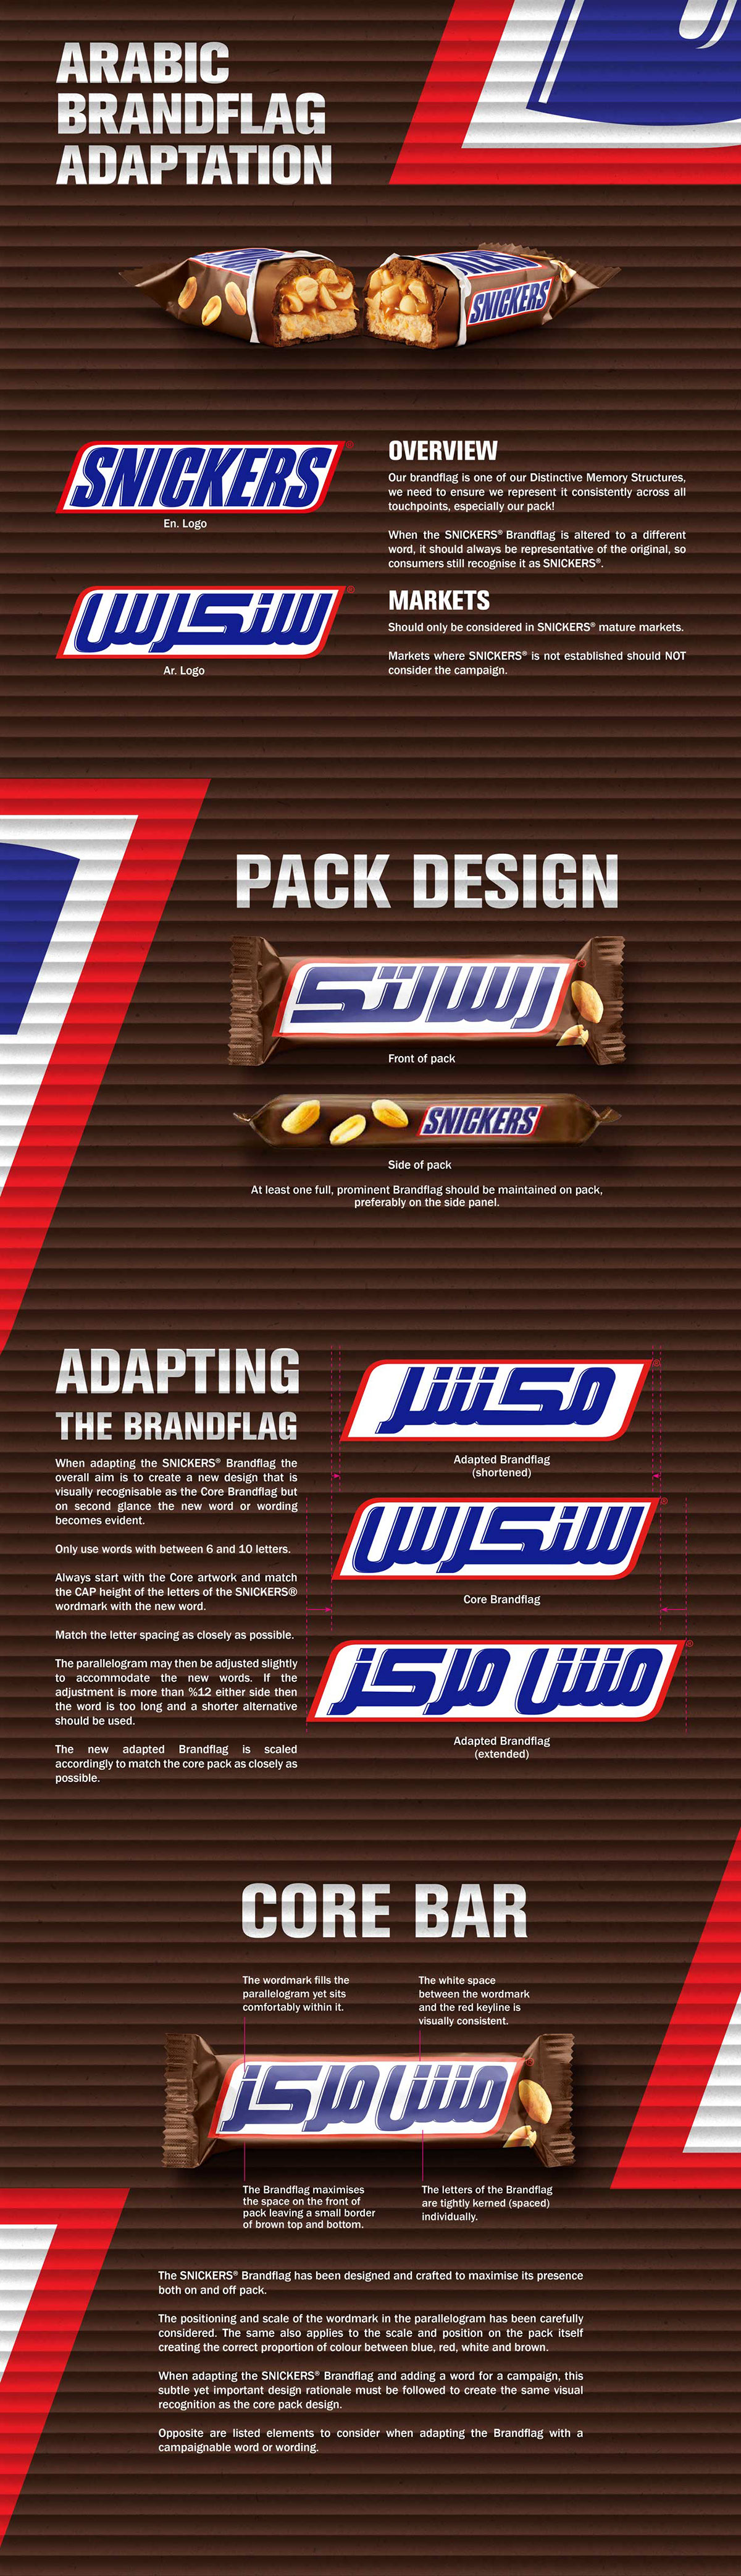 ARABIC
BRANDFLAG
ADAPTATION
SNICKERS
SNICKERS®
En. Logo
سنكرس®
Ar. Logo
OVERVIEW
Our brandflag is one of our Distinctive Memory Structures,
we need to ensure we represent it consistently across all
touchpoints, especially our pack!
When the SNICKERS® Brandflag is altered to a different
word, it should always be representative of the original, so
consumers still recognise it as SNICKERS®.
MARKETS
Should only be considered in SNICKERS® mature markets.
Markets where SNICKERS® is not established should NOT
consider the campaign.
PACK DESIGN
Front of pack
SNICKERS
Side of pack
At least one full, prominent Brandflag should be maintained on pack,
preferably on the side panel.
ADAPTING
THE BRANDFLAG
When adapting the SNICKERS® Brandflag the
overall aim is to create a new design that is
visually recognisable as the Core Brandflag but
on second glance the new word or wording
becomes evident.
Only use words with between 6 and 10 letters.
Always start with the Core artwork and match
the CAP height of the letters of the SNICKERS®
wordmark with the new word.
Match the letter spacing as closely as possible.
The parallelogram may then be adjusted slightly
to accommodate the new words. If the
adjustment is more than %12 either side then
the word is too long and a shorter alternative
should be used.
The new adapted Brandflag is scaled
accordingly to match the core pack as closely as
possible.
®
Adapted Brandflag
(shortened)
سنكرس®
Core Brandflag
مش مركز®
Adapted Brandflag
(extended)
CORE BAR
The wordmark fills the
parallelogram yet sits
comfortably within it.
The white space
between the wordmark
and the red keyline is
visually consistent.
مش مركز
The Brandflag maximises
the space on the front of
pack leaving a small border
of brown top and bottom.
The letters of the Brandflag
are tightly kerned (spaced)
individually.
The SNICKERS® Brandflag has been designed and crafted to maximise its presence
both on and off pack.
The positioning and scale of the wordmark in the parallelogram has been carefully
considered. The same also applies to the scale and position on the pack itself
creating the correct proportion of colour between blue, red, white and brown.
When adapting the SNICKERS® Brandflag and adding a word for a campaign, this
subtle yet important design rationale must be followed to create the same visual
recognition as the core pack design.
Opposite are listed elements to consider when adapting the Brandflag with a
campaignable word or wording.